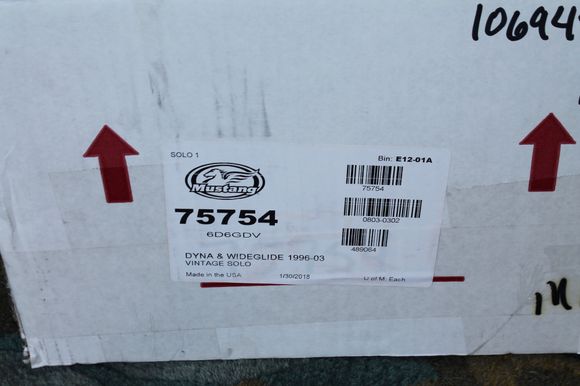 10694
SOLO 1
Bin: E12-01A
Mustang
75754
6D6GDV
75754
0803-0302
489064
DYNA & WIDEGLIDE 1996-03
VINTAGE SOLO
Made in the USA 1/30/2018 U of M: Each